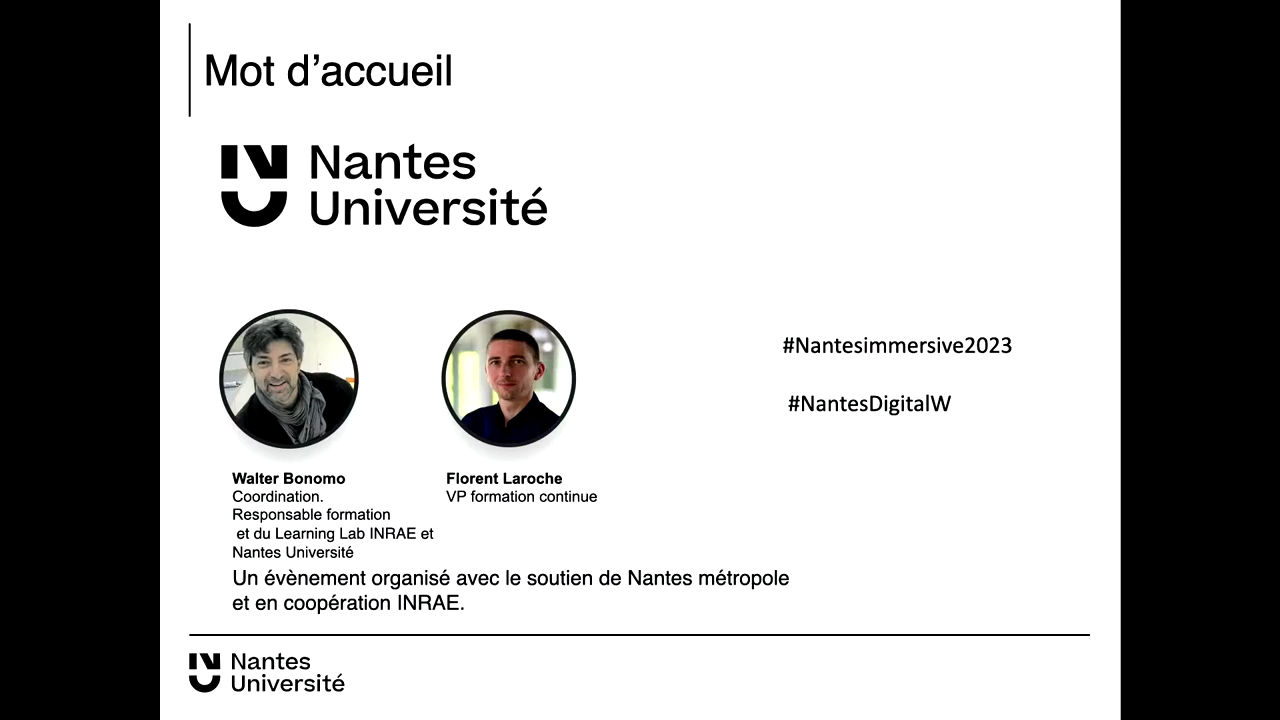 Mot d’accueil
Nantes
Université
#Nantesimmersive2023
#NantesDigitalW
Walter Bonomo
Coordination.
Responsable formation
et du Learning Lab INRAE et
Nantes Université
Florent Laroche
VP formation continue
Un évènement organisé avec le soutien de Nantes métropole
et en coopération INRAE.
Nantes
Université